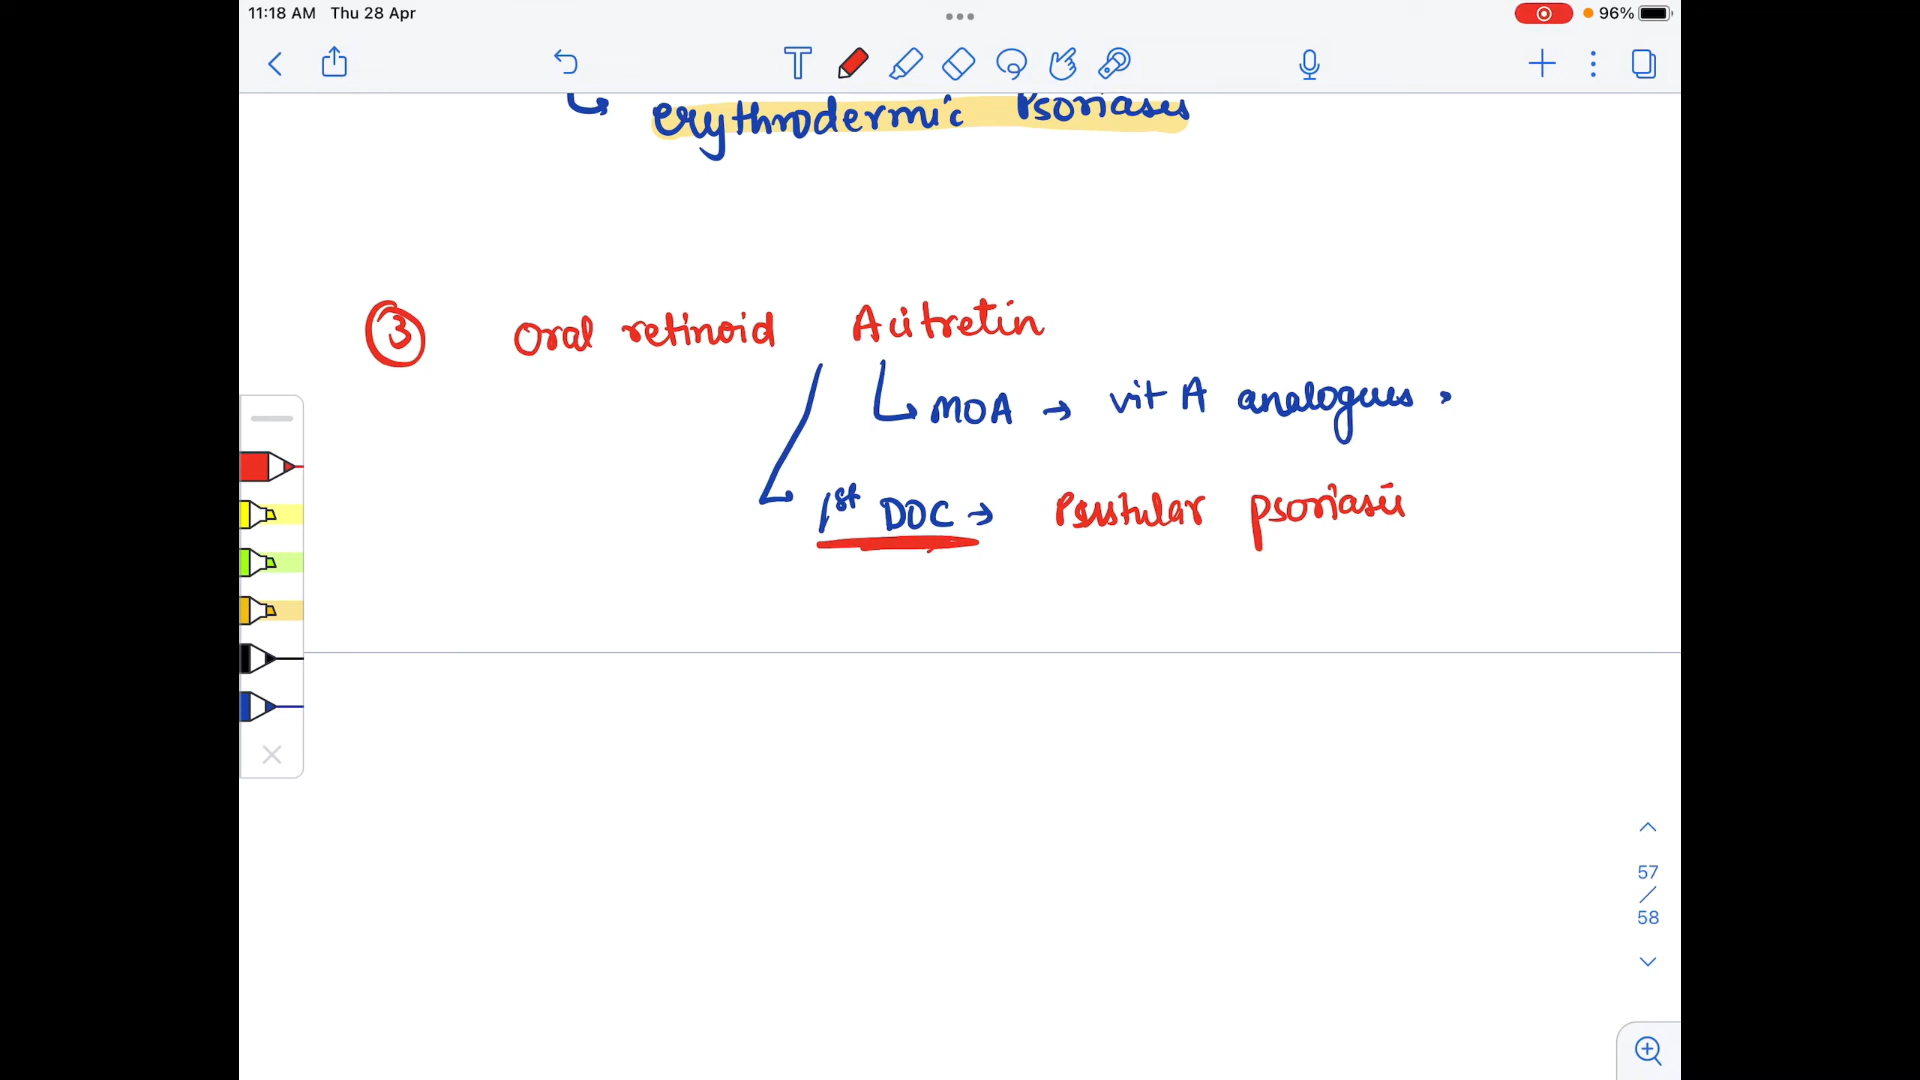 11:18 AM Thu 28 Apr
96%
T
erythrodermic Psoriasis
3 Oral retinoid Acitretin
MOA → vit A analogues
1st DOC → Psustular psoriasis
57
/
58